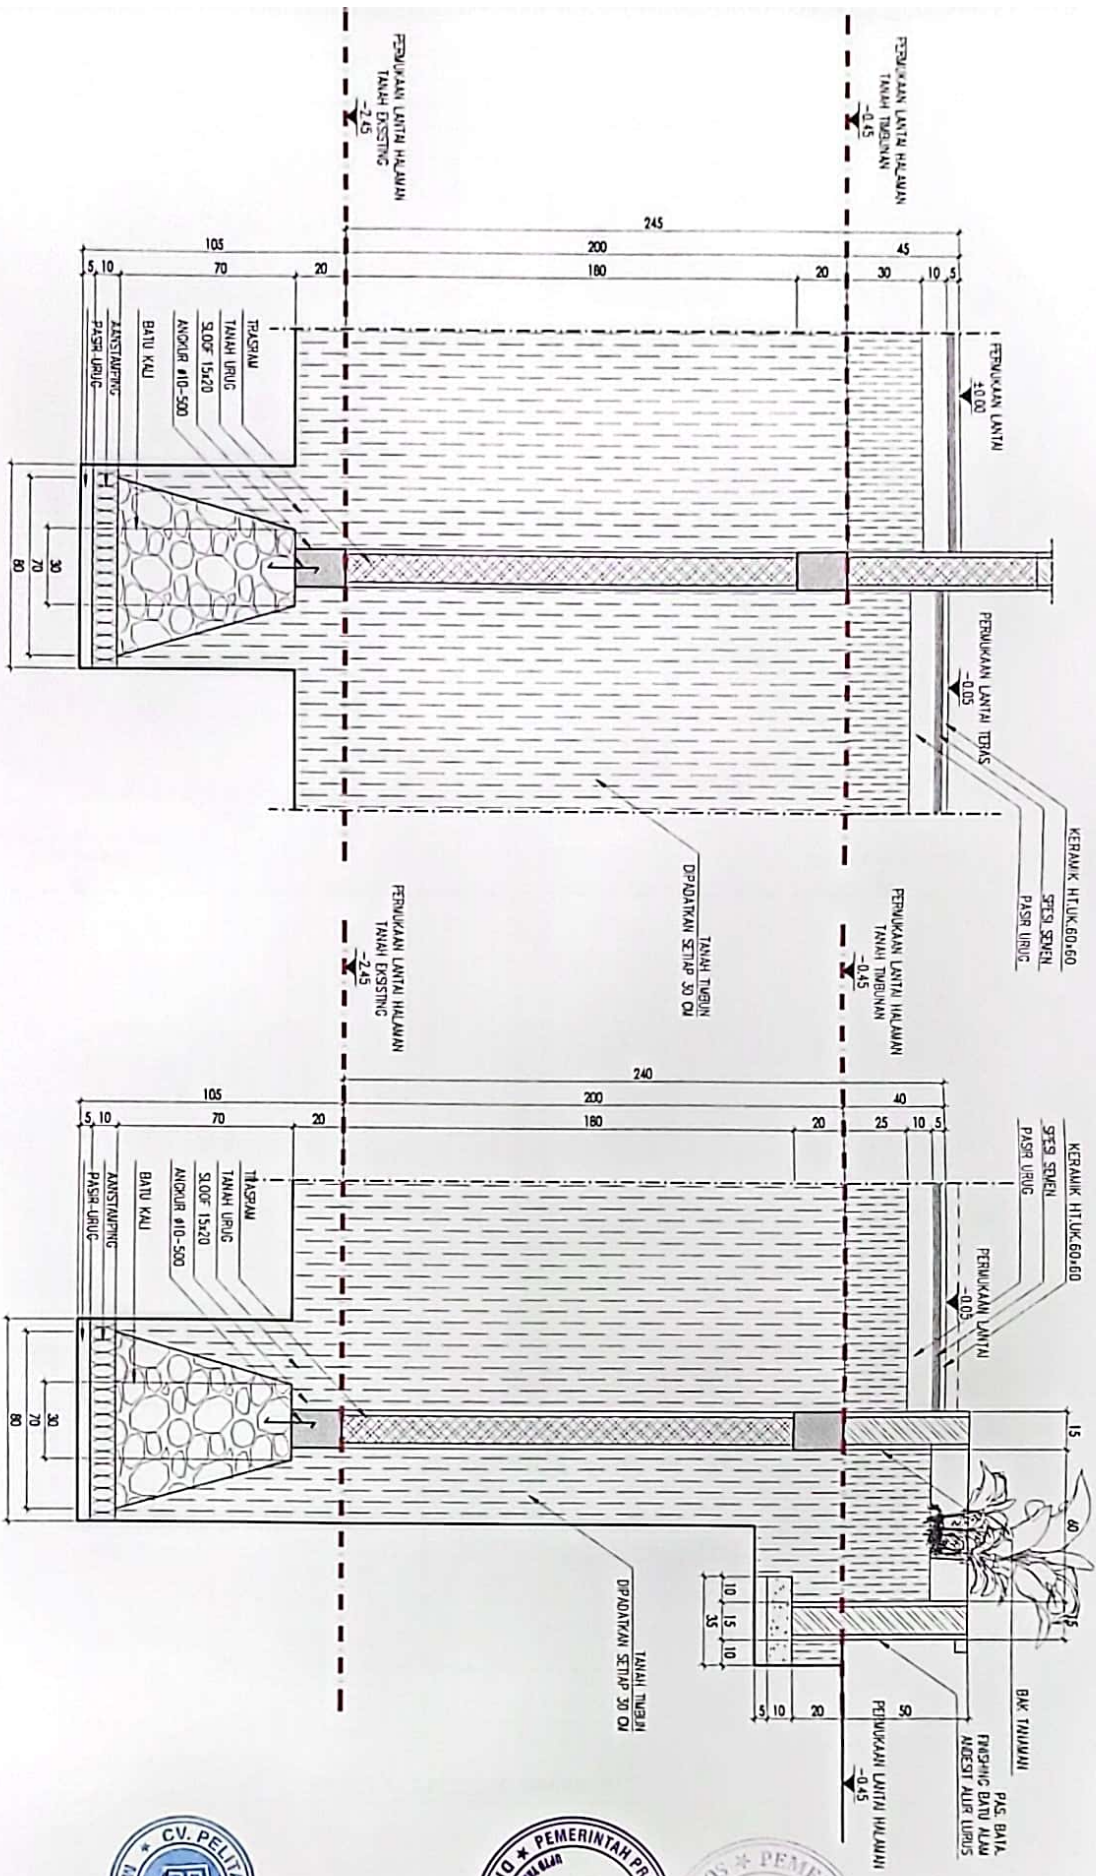 PERMUKAAN LANTAI HALAMAN
TANAH TIMBUNAN
-0.45
PERMUKAAN LANTAI HALAMAN
TANAH EKSISTING
-2.45
245
105
200
45
5
10
70
20
180
20
30
10
5
PERMUKAAN LANTAI
±0.00
TRASRAM
TANAH URUG
SLOOF 15x20
ANGKUR ø10-500
BATU KALI
AANSTAMPING
PASIR-URUG
30
70
80
PERMUKAAN LANTAI TERAS
-0.05
KERAMIK HT.UK.60x60
SPESI SEMEN
PASIR URUG
TANAH TIMBUN
DIPADATKAN SETIAP 30 CM
PERMUKAAN LANTAI HALAMAN
TANAH TIMBUNAN
-0.45
PERMUKAAN LANTAI HALAMAN
TANAH EKSISTING
-2.45
240
105
200
40
5
10
70
20
180
20
25
10
5
KERAMIK HT.UK.60x60
SPESI SEMEN
PASIR URUG
PERMUKAAN LANTAI
-0.05
TRASRAM
TANAH URUG
SLOOF 15x20
ANGKUR ø10-500
BATU KALI
AANSTAMPING
PASIR-URUG
30
70
80
15
60
15
10
15
10
35
5
10
20
50
TANAH TIMBUN
DIPADATKAN SETIAP 30 CM
BAK TANAMAN
PAS. BATA
FINISHING BATU ALAM
ANDESIT ALUR LURUS
PERMUKAAN LANTAI HALAMAN
-0.45
CV. PELITA
PEMERINTAH PR
PEME